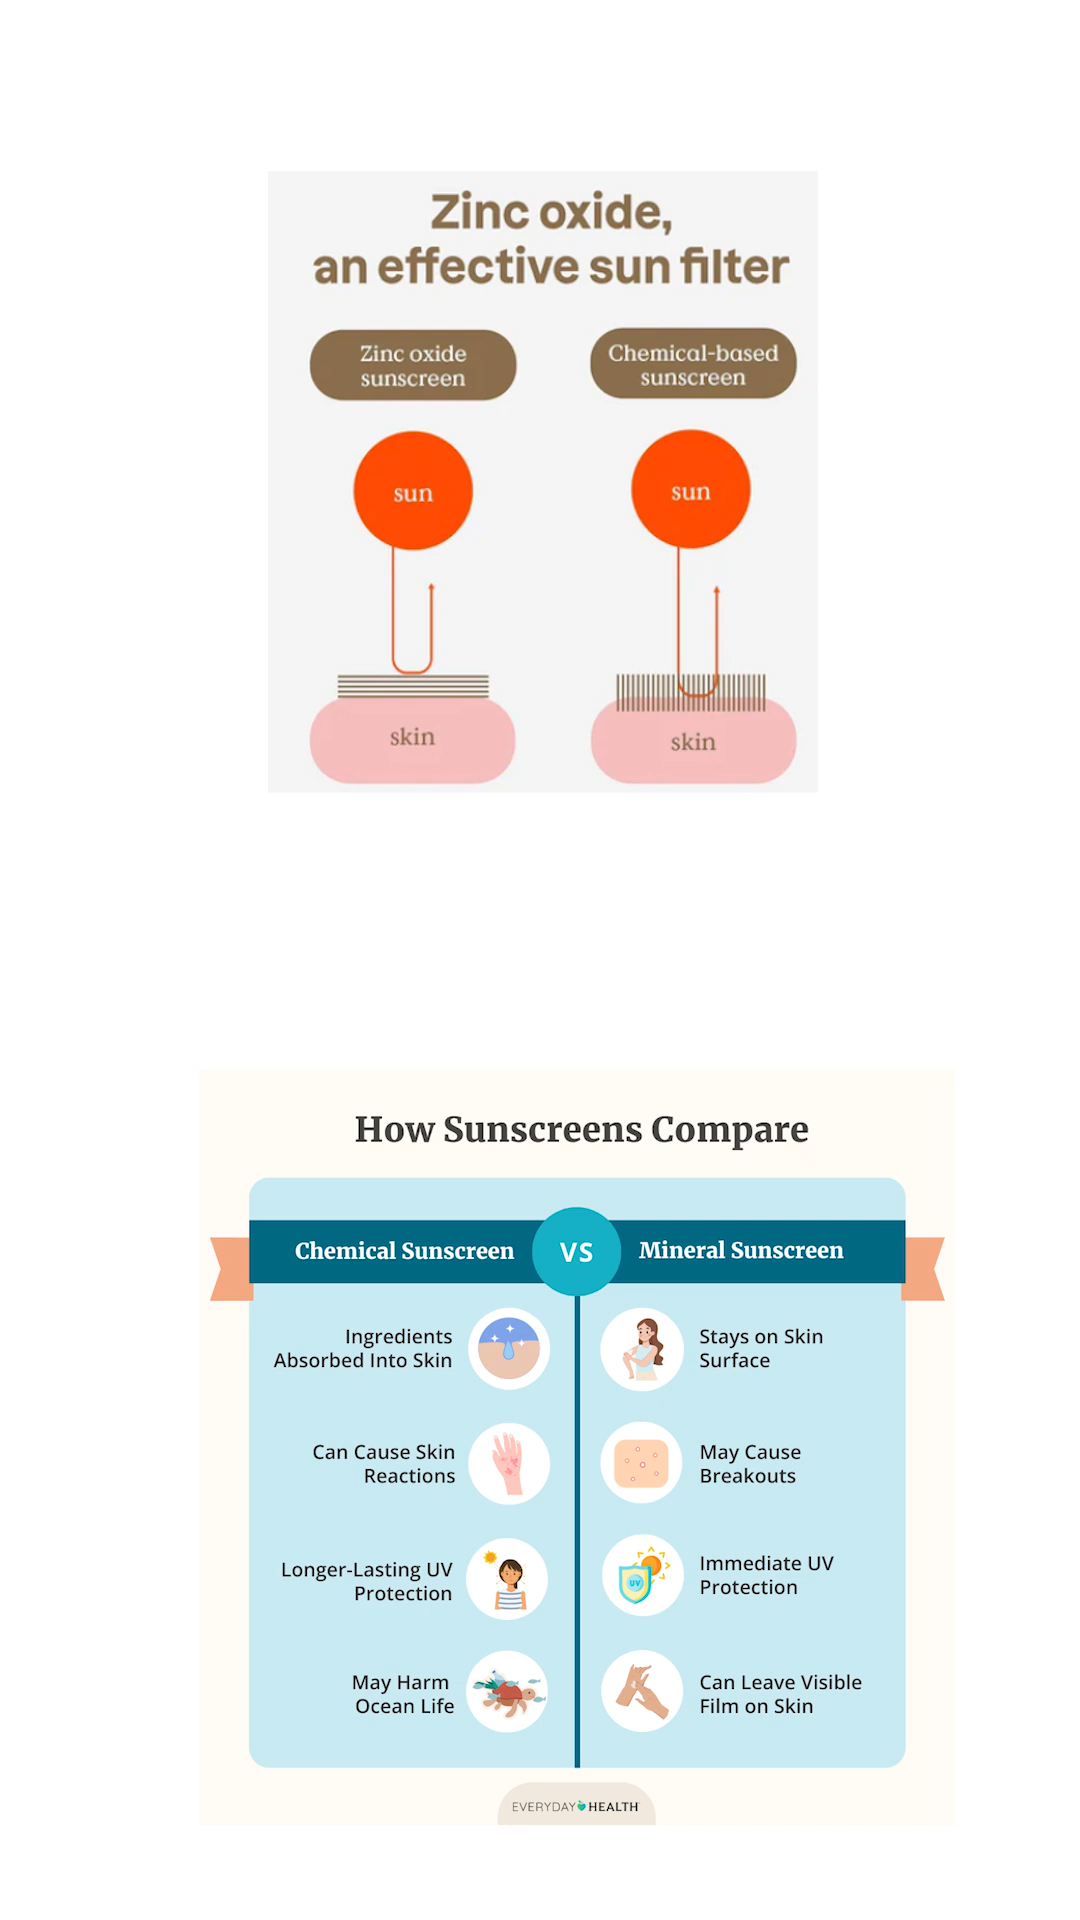 Zinc oxide,
an effective sun filter
Zinc oxide
sunscreen
Chemical-based
sunscreen
sun
sun
skin
skin
How Sunscreens Compare
Chemical Sunscreen
VS
Mineral Sunscreen
Ingredients
Absorbed Into Skin
Stays on Skin
Surface
Can Cause Skin
Reactions
May Cause
Breakouts
Longer-Lasting UV
Protection
UV
Immediate UV
Protection
May Harm
Ocean Life
Can Leave Visible
Film on Skin
EVERYDAY HEALTH